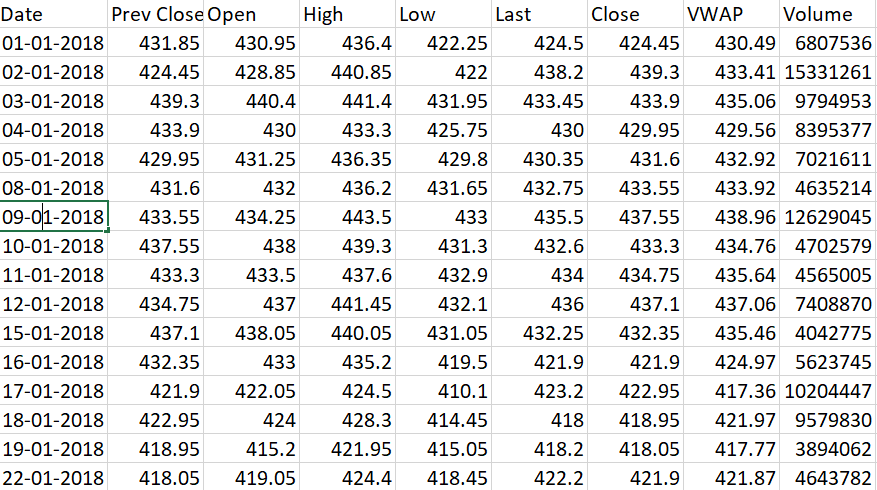 Date Prev Close Open High Low Last Close VWAP Volume
01-01-2018 431.85 430.95 436.4 422.25 424.5 424.45 430.49 6807536
02-01-2018 424.45 428.85 440.85 422 438.2 439.3 433.41 15331261
03-01-2018 439.3 440.4 441.4 431.95 433.45 433.9 435.06 9794953
04-01-2018 433.9 430 433.3 425.75 430 429.95 429.56 8395377
05-01-2018 429.95 431.25 436.35 429.8 430.35 431.6 432.92 7021611
08-01-2018 431.6 432 436.2 431.65 432.75 433.55 433.92 4635214
09-01-2018 433.55 434.25 443.5 433 435.5 437.55 438.96 12629045
10-01-2018 437.55 438 439.3 431.3 432.6 433.3 434.76 4702579
11-01-2018 433.3 433.5 437.6 432.9 434 434.75 435.64 4565005
12-01-2018 434.75 437 441.45 432.1 436 437.1 437.06 7408870
15-01-2018 437.1 438.05 440.05 431.05 432.25 432.35 435.46 4042775
16-01-2018 432.35 433 435.2 419.5 421.9 421.9 424.97 5623745
17-01-2018 421.9 422.05 424.5 410.1 423.2 422.95 417.36 10204447
18-01-2018 422.95 424 428.3 414.45 418 418.95 421.97 9579830
19-01-2018 418.95 415.2 421.95 415.05 418.2 418.05 417.77 3894062
22-01-2018 418.05 419.05 424.4 418.45 422.2 421.9 421.87 4643782